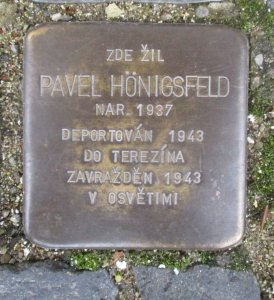 ZDE ŽIL
PAVEL HÖNIGSFELD
NAR. 1937
DEPORTOVÁN 1943
DO TEREZÍNA
ZAVRAŽDĚN 1943
V OSVĚTIMI